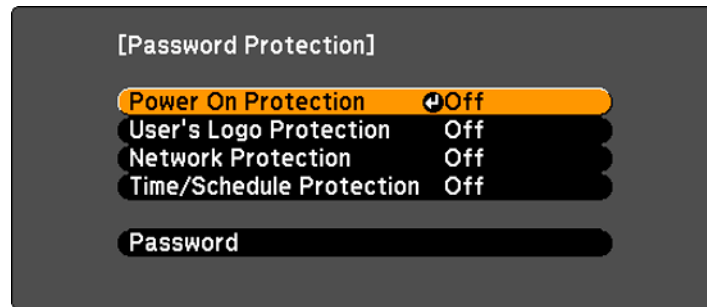 [Password Protection]
Power On Protection Off
User's Logo Protection Off
Network Protection Off
Time/Schedule Protection Off
Password